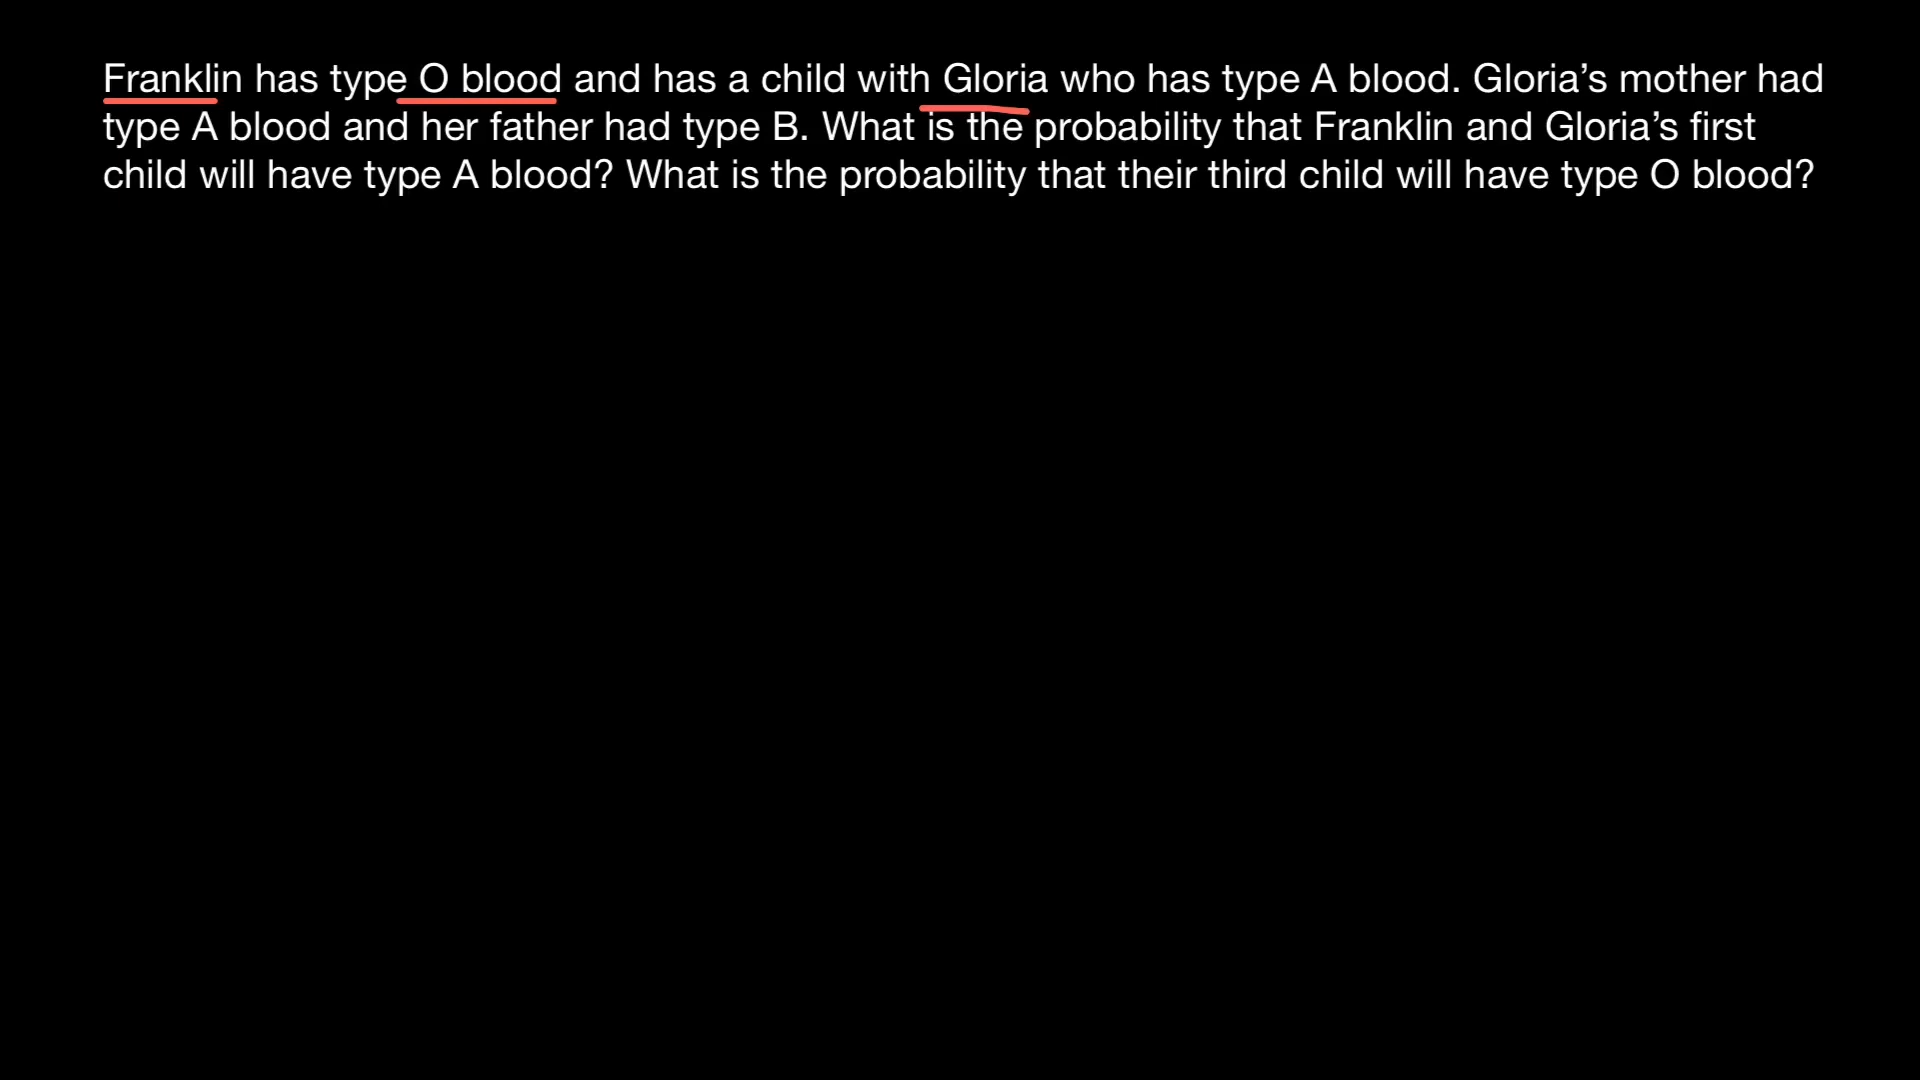 Franklin has type O blood and has a child with Gloria who has type A blood. Gloria’s mother had
type A blood and her father had type B. What is the probability that Franklin and Gloria’s first
child will have type A blood? What is the probability that their third child will have type O blood?